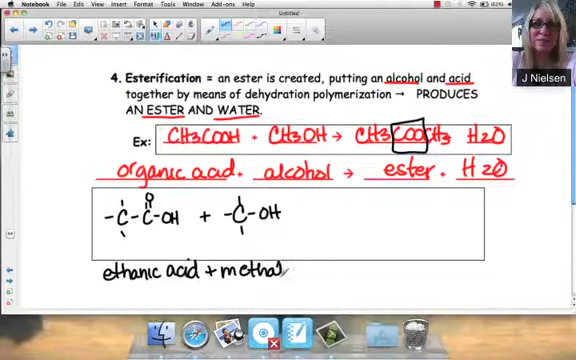 Notebook File Edit View Insert Format Tools Window Add-ons Help
Untitled
4. Esterification = an ester is created, putting an alcohol and acid
together by means of dehydration polymerization → PRODUCES
AN ESTER AND WATER.
Ex: CH3COOH + CH3OH → CH3COOCH3 H2O
organic acid + alcohol → ester + H2O
O
-C-C-OH + -C-OH
ethanic acid + methal
J Nielsen